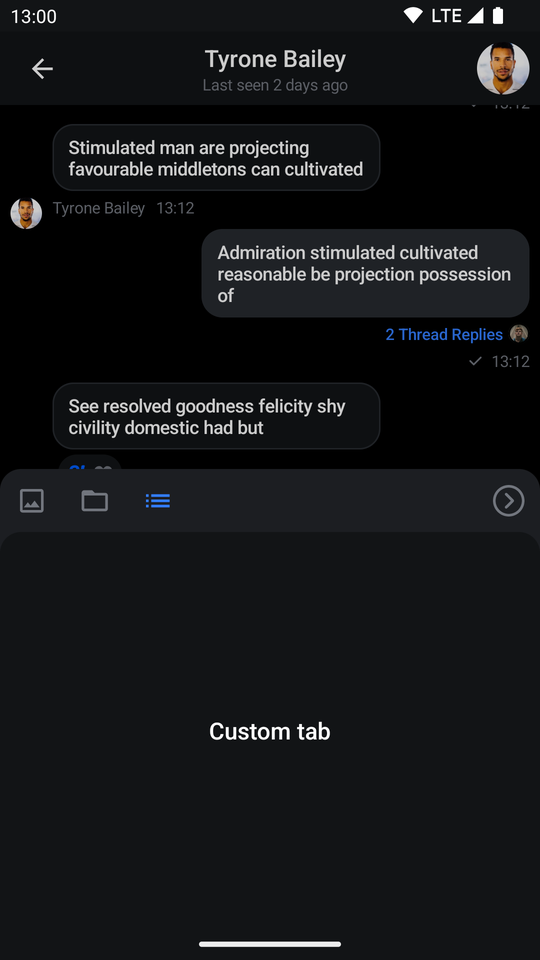 13:00
LTE
Tyrone Bailey
Last seen 2 days ago
13:12
Stimulated man are projecting
favourable middletons can cultivated
Tyrone Bailey 13:12
Admiration stimulated cultivated
reasonable be projection possession
of
2 Thread Replies
13:12
See resolved goodness felicity shy
civility domestic had but
Custom tab